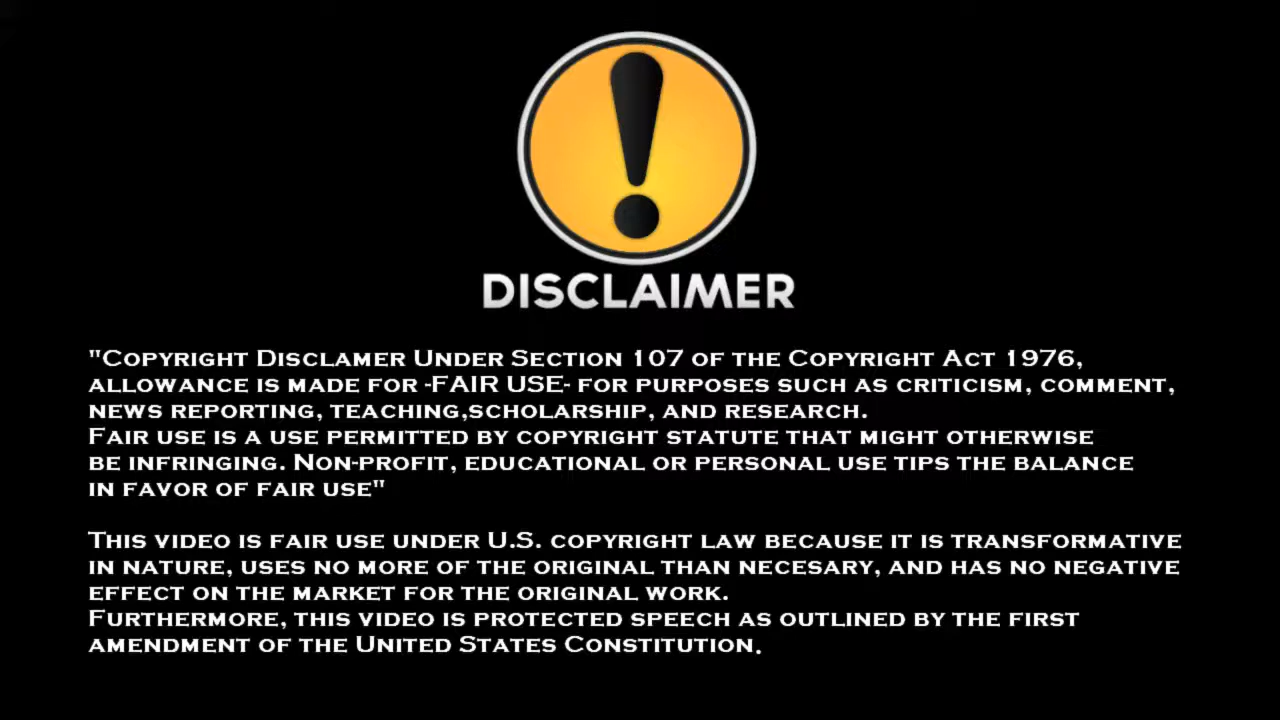 DISCLAIMER
"Copyright Disclamer Under Section 107 of the Copyright Act 1976,
allowance is made for -FAIR USE- for purposes such as criticism, comment,
news reporting, teaching,scholarship, and research.
Fair use is a use permitted by copyright statute that might otherwise
be infringing. Non-profit, educational or personal use tips the balance
in favor of fair use"
This video is fair use under U.S. copyright law because it is transformative
in nature, uses no more of the original than necesary, and has no negative
effect on the market for the original work.
Furthermore, this video is protected speech as outlined by the first
amendment of the United States Constitution.